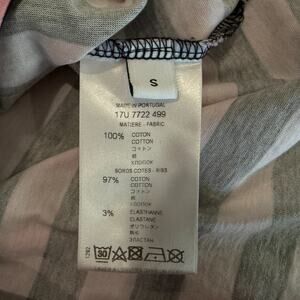 S
MADE IN PORTUGAL
17U 7722 499
MATIERE - FABRIC
100% COTON
COTTON
コットン
棉
ХЛОПОК
BORDS COTES - RIBS
97% COTON
COTTON
コットン
棉
ХЛОПОК
3% ELASTHANNE
ELASTANE
ポリウレタン
ЭЛАСТАН
30